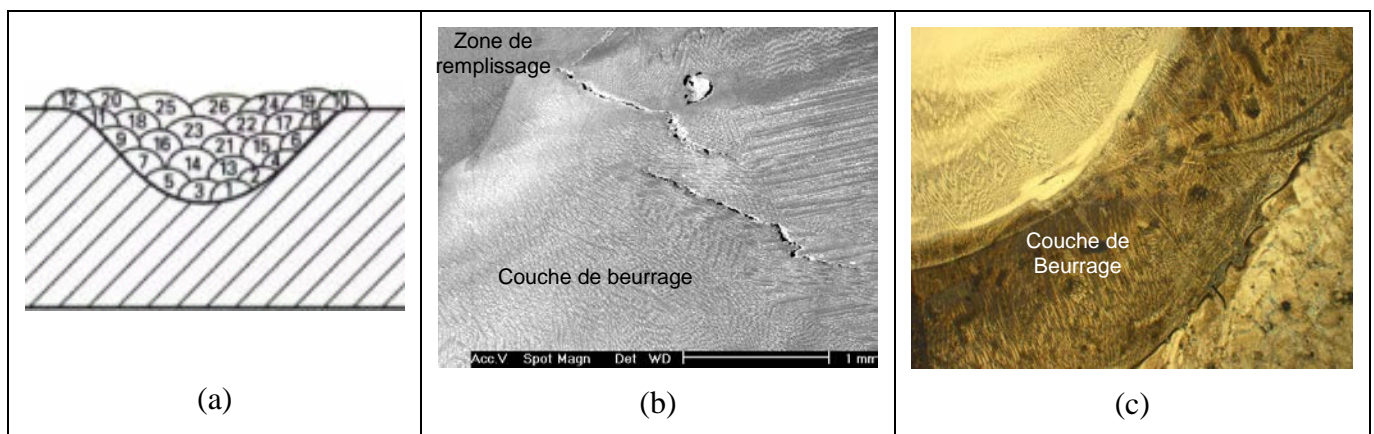 12 20 25 26 24 19 10
11 18 23 22 17 8
9 16 21 15 6
7 14 13 4
5 3 1 2
(a)
Zone de
remplissage
Couche de beurrage
Acc.V Spot Magn Det WD 1 mm
(b)
Couche de
Beurrage
(c)